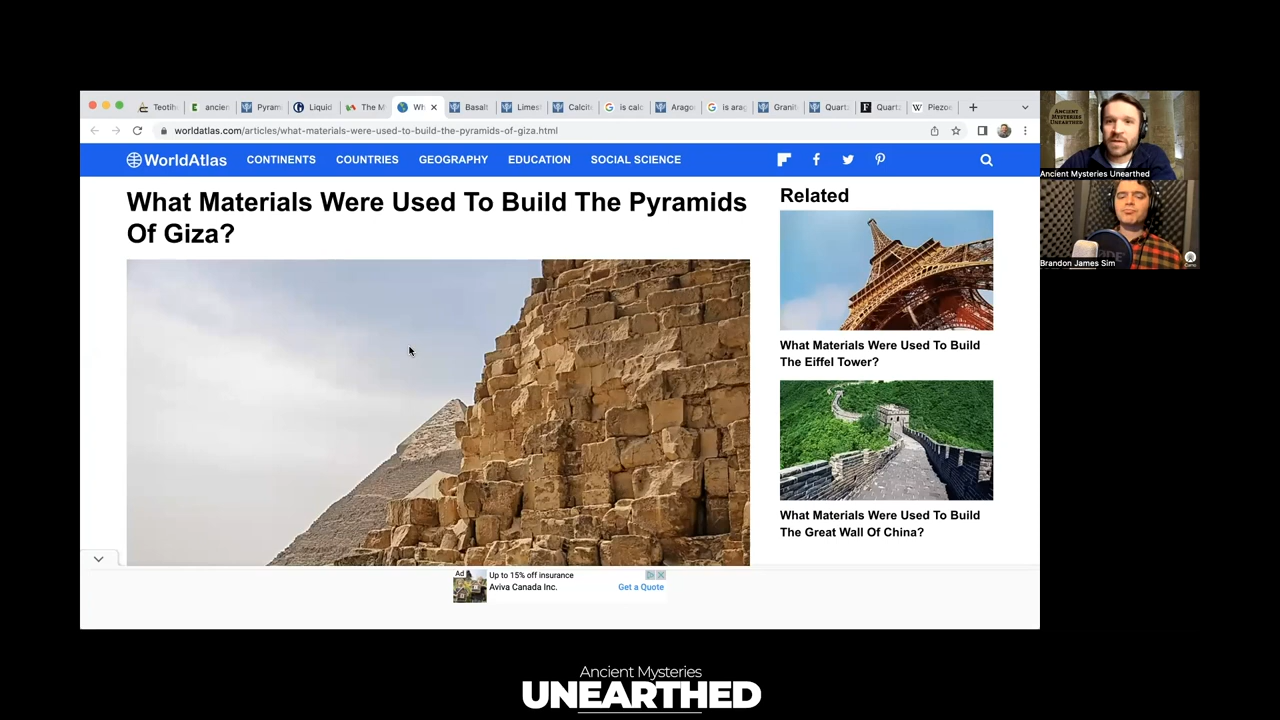 Teotih
ancien
Pyram
Liquid
The M
Wh
Basalt
Limes
Calcit
is calc
Arago
is arag
Granit
Quart
Quart
Piezoe
worldatlas.com/articles/what-materials-were-used-to-build-the-pyramids-of-giza.html
WorldAtlas
CONTINENTS
COUNTRIES
GEOGRAPHY
EDUCATION
SOCIAL SCIENCE
What Materials Were Used To Build The Pyramids
Of Giza?
Related
What Materials Were Used To Build
The Eiffel Tower?
What Materials Were Used To Build
The Great Wall Of China?
Ad
Up to 15% off insurance
Aviva Canada Inc.
Get a Quote
ANCIENT
MYSTERIES
UNEARTHED
Ancient Mysteries Unearthed
Brandon James Sim
Ancient Mysteries
UNEARTHED